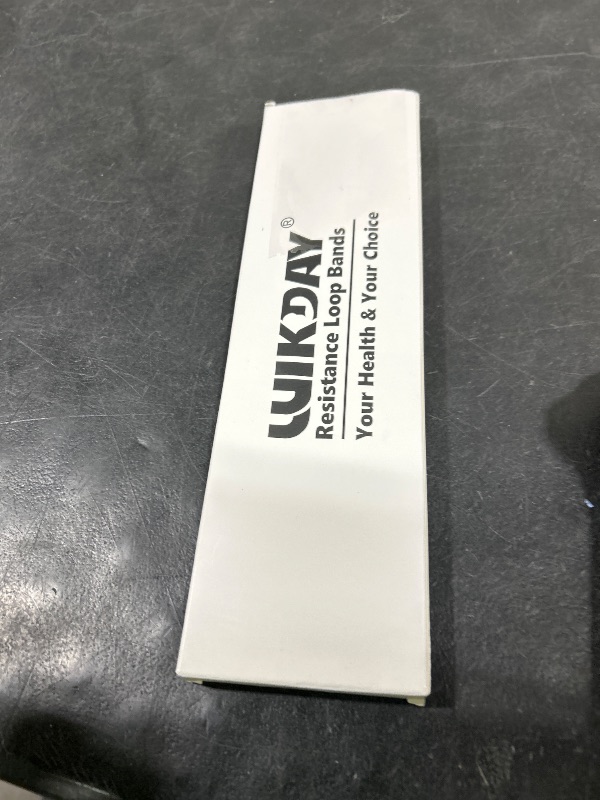 WIKDAY®
Resistance Loop Bands
Your Health & Your Choice